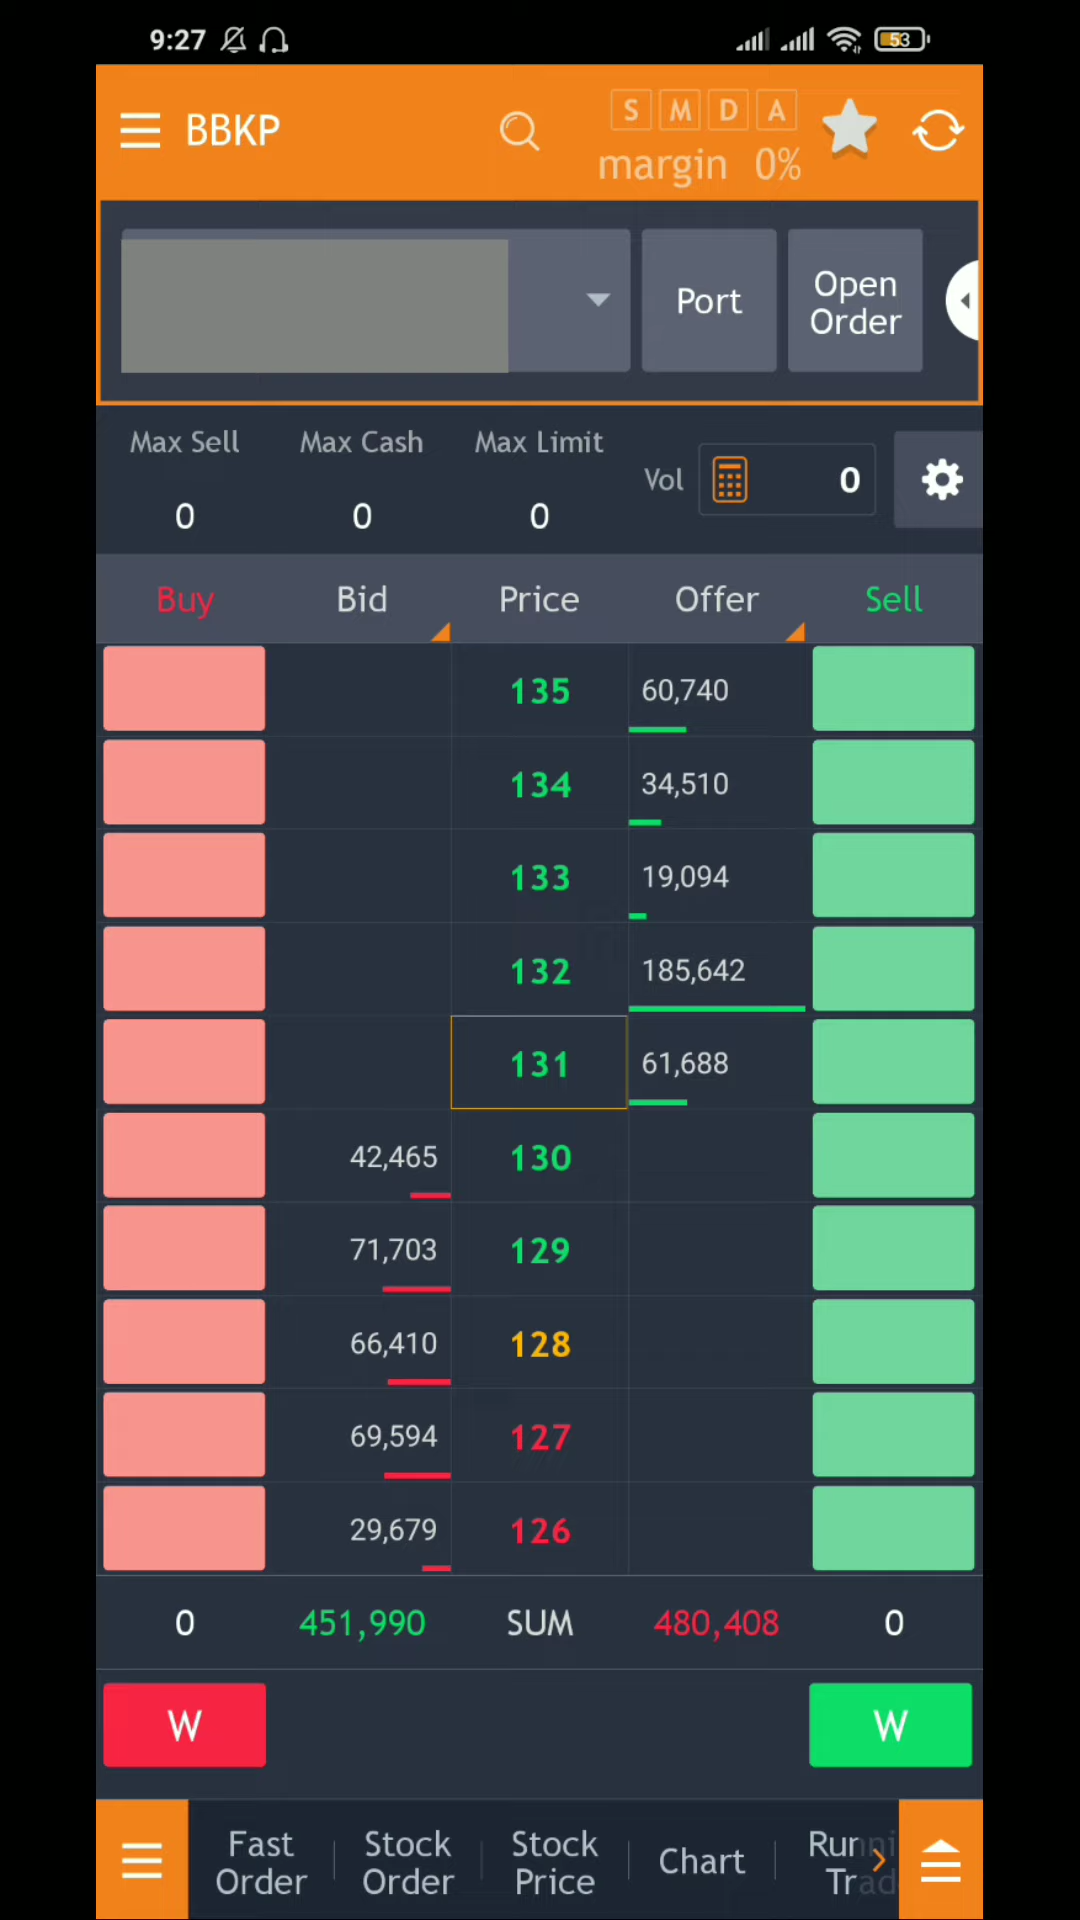 9:27
53
BBKP
S M D A
margin 0%
Port
Open
Order
Max Sell Max Cash Max Limit
Vol 0
0 0 0
Buy Bid Price Offer Sell
135 60,740
134 34,510
133 19,094
132 185,642
131 61,688
42,465 130
71,703 129
66,410 128
69,594 127
29,679 126
0 451,990 SUM 480,408 0
W W
Fast
Order
Stock
Order
Stock
Price
Chart
Runni
Trad